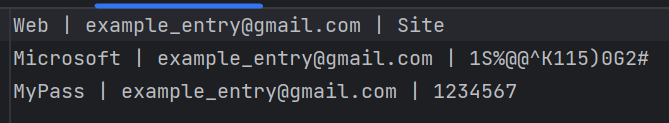 Web | example_entry@gmail.com | Site
Microsoft | example_entry@gmail.com | 1S%@@^K115)0G2#
MyPass | example_entry@gmail.com | 1234567